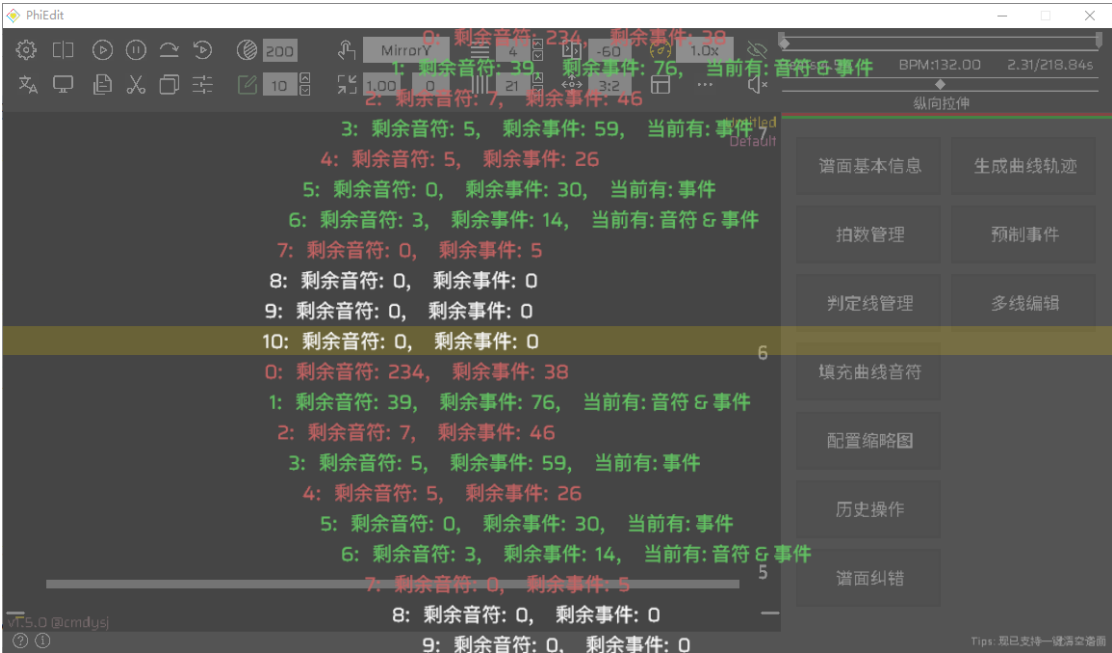 PhiEdit
200 MirrorY 4 -60 1.0x
0: 剩余音符: 234, 剩余事件: 38
BPM:132.00 2.31/218.84s
1: 剩余音符: 39, 剩余事件: 76, 当前有: 音符 & 事件
10 1.00 0 21 3:2
2: 剩余音符: 7, 剩余事件: 46
纵向拉伸
3: 剩余音符: 5, 剩余事件: 59, 当前有: 事件
7
Default
4: 剩余音符: 5, 剩余事件: 26
谱面基本信息 生成曲线轨迹
5: 剩余音符: 0, 剩余事件: 30, 当前有: 事件
6: 剩余音符: 3, 剩余事件: 14, 当前有: 音符 & 事件
拍数管理 预制事件
7: 剩余音符: 0, 剩余事件: 5
8: 剩余音符: 0, 剩余事件: 0
判定线管理 多线编辑
9: 剩余音符: 0, 剩余事件: 0
10: 剩余音符: 0, 剩余事件: 0
6
0: 剩余音符: 234, 剩余事件: 38
填充曲线音符
1: 剩余音符: 39, 剩余事件: 76, 当前有: 音符 & 事件
2: 剩余音符: 7, 剩余事件: 46
配置缩略图
3: 剩余音符: 5, 剩余事件: 59, 当前有: 事件
4: 剩余音符: 5, 剩余事件: 26
历史操作
5: 剩余音符: 0, 剩余事件: 30, 当前有: 事件
6: 剩余音符: 3, 剩余事件: 14, 当前有: 音符 & 事件
5
谱面纠错
7: 剩余音符: 0, 剩余事件: 5
8: 剩余音符: 0, 剩余事件: 0
v1.5.0 @cmdysj
9: 剩余音符: 0, 剩余事件: 0
Tips: 现已支持一键清空谱面